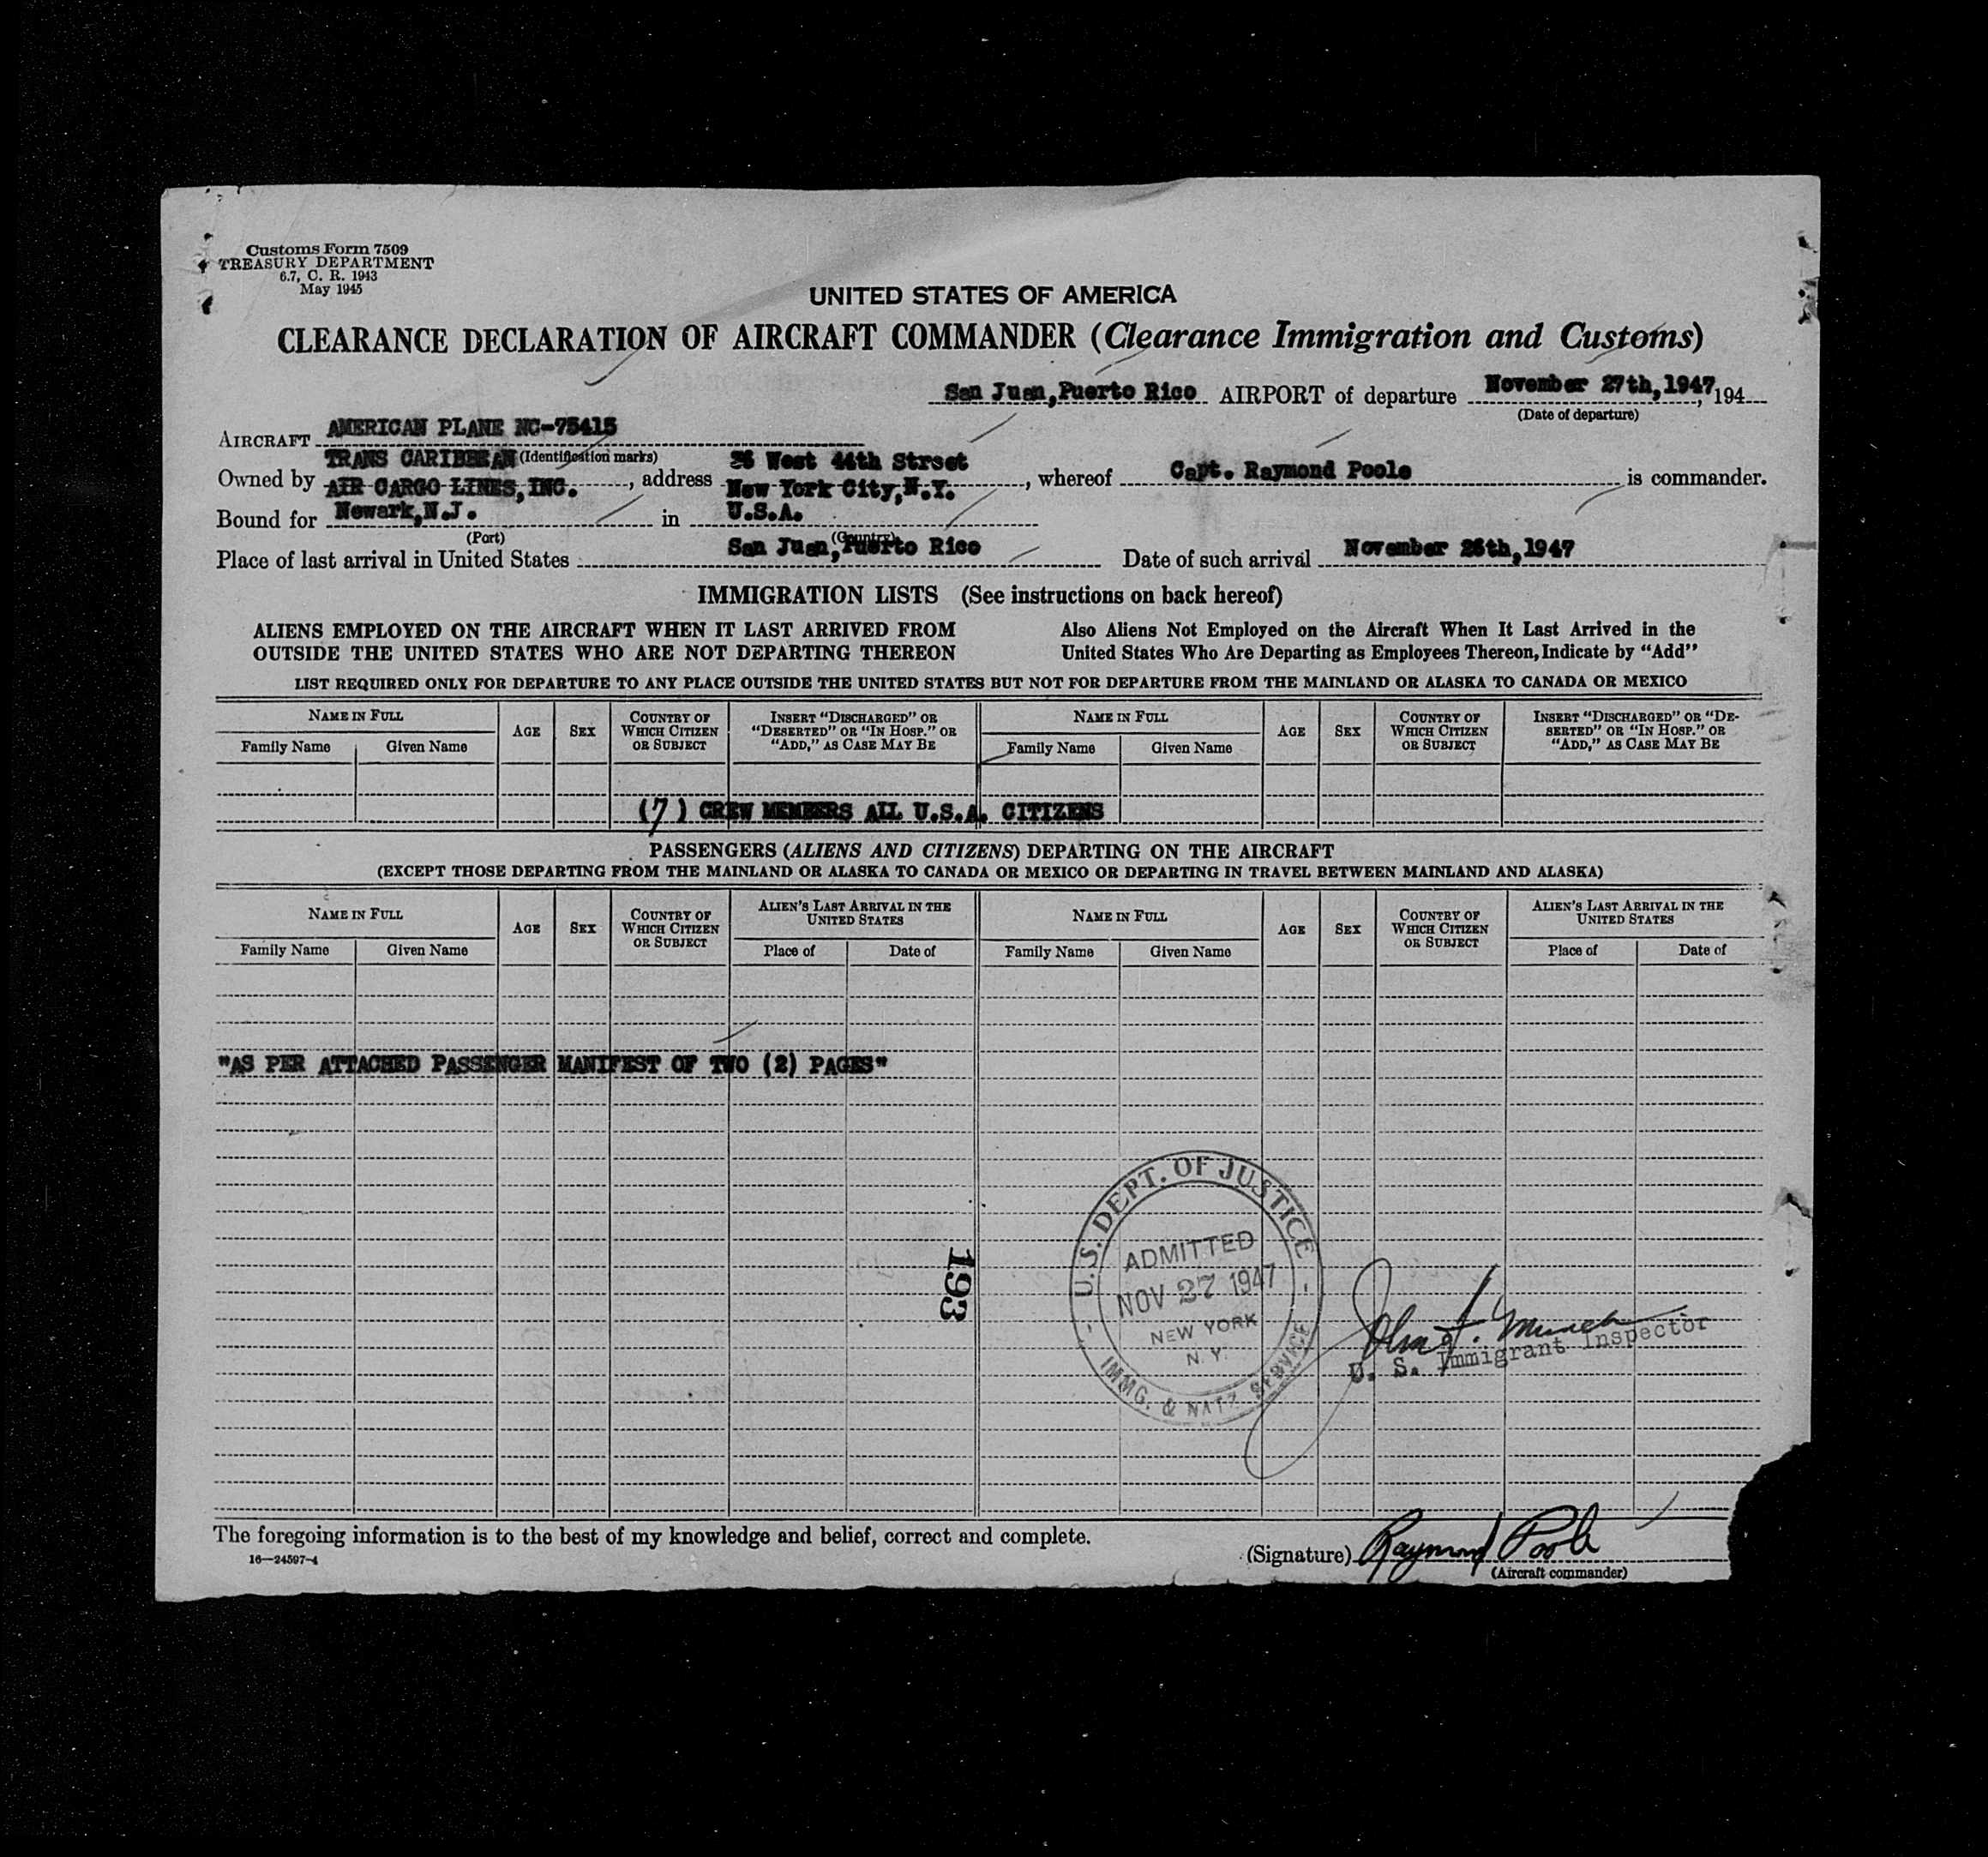 Customs Form 7509
TREASURY DEPARTMENT
6.7, C. R. 1943
May 1945
UNITED STATES OF AMERICA
CLEARANCE DECLARATION OF AIRCRAFT COMMANDER (Clearance Immigration and Customs)
San Juan, Puerto Rico AIRPORT of departure November 27th, 1947, 194
(Date of departure)
AIRCRAFT AMERICAN PLANE NC-75415
(Identification marks)
Owned by TRANS CARIBBEAN AIR CARGO LINES, INC., address West 44th Street New York City, N.Y., whereof Capt. Raymond Poole is commander.
Bound for Newark, N.J. in U.S.A.
(Port) (Country)
Place of last arrival in United States San Juan, Puerto Rico Date of such arrival November 26th, 1947
IMMIGRATION LISTS (See instructions on back hereof)
ALIENS EMPLOYED ON THE AIRCRAFT WHEN IT LAST ARRIVED FROM
OUTSIDE THE UNITED STATES WHO ARE NOT DEPARTING THEREON
Also Aliens Not Employed on the Aircraft When It Last Arrived in the
United States Who Are Departing as Employees Thereon, Indicate by "Add"
LIST REQUIRED ONLY FOR DEPARTURE TO ANY PLACE OUTSIDE THE UNITED STATES BUT NOT FOR DEPARTURE FROM THE MAINLAND OR ALASKA TO CANADA OR MEXICO
NAME IN FULL
Family Name Given Name
AGE
SEX
COUNTRY OF
WHICH CITIZEN
OR SUBJECT
INSERT "DISCHARGED" OR
"DESERTED" OR "IN HOSP." OR
"ADD," AS CASE MAY BE
NAME IN FULL
Family Name Given Name
AGE
SEX
COUNTRY OF
WHICH CITIZEN
OR SUBJECT
INSERT "DISCHARGED" OR "DE-
SERTED" OR "IN HOSP." OR
"ADD," AS CASE MAY BE
(7) CREW MEMBERS ALL U.S.A. CITIZENS
PASSENGERS (ALIENS AND CITIZENS) DEPARTING ON THE AIRCRAFT
(EXCEPT THOSE DEPARTING FROM THE MAINLAND OR ALASKA TO CANADA OR MEXICO OR DEPARTING IN TRAVEL BETWEEN MAINLAND AND ALASKA)
NAME IN FULL
Family Name Given Name
AGE
SEX
COUNTRY OF
WHICH CITIZEN
OR SUBJECT
ALIEN'S LAST ARRIVAL IN THE
UNITED STATES
Place of Date of
NAME IN FULL
Family Name Given Name
AGE
SEX
COUNTRY OF
WHICH CITIZEN
OR SUBJECT
ALIEN'S LAST ARRIVAL IN THE
UNITED STATES
Place of Date of
"AS PER ATTACHED PASSENGER MANIFEST OF TWO (2) PAGES"
193
U.S. DEPT. OF JUSTICE
ADMITTED
NOV 27 1947
NEW YORK
N. Y.
IMMG. & NATZ. SERVICE
John
U. S. Immigrant Inspector
The foregoing information is to the best of my knowledge and belief, correct and complete.
16—24597-4
(Signature) Raymond Poole
(Aircraft commander)